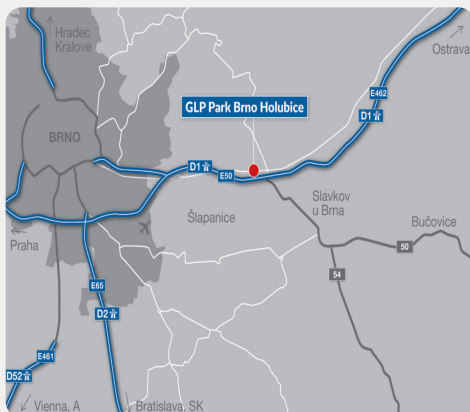 Hradec
Kralove
Ostrava
E462
D1
GLP Park Brno Holubice
BRNO
D1
E50
Šlapanice
Slavkov
u Brna
Bučovice
Praha
50
54
E65
D2
E461
D52
Vienna, A
Bratislava, SK